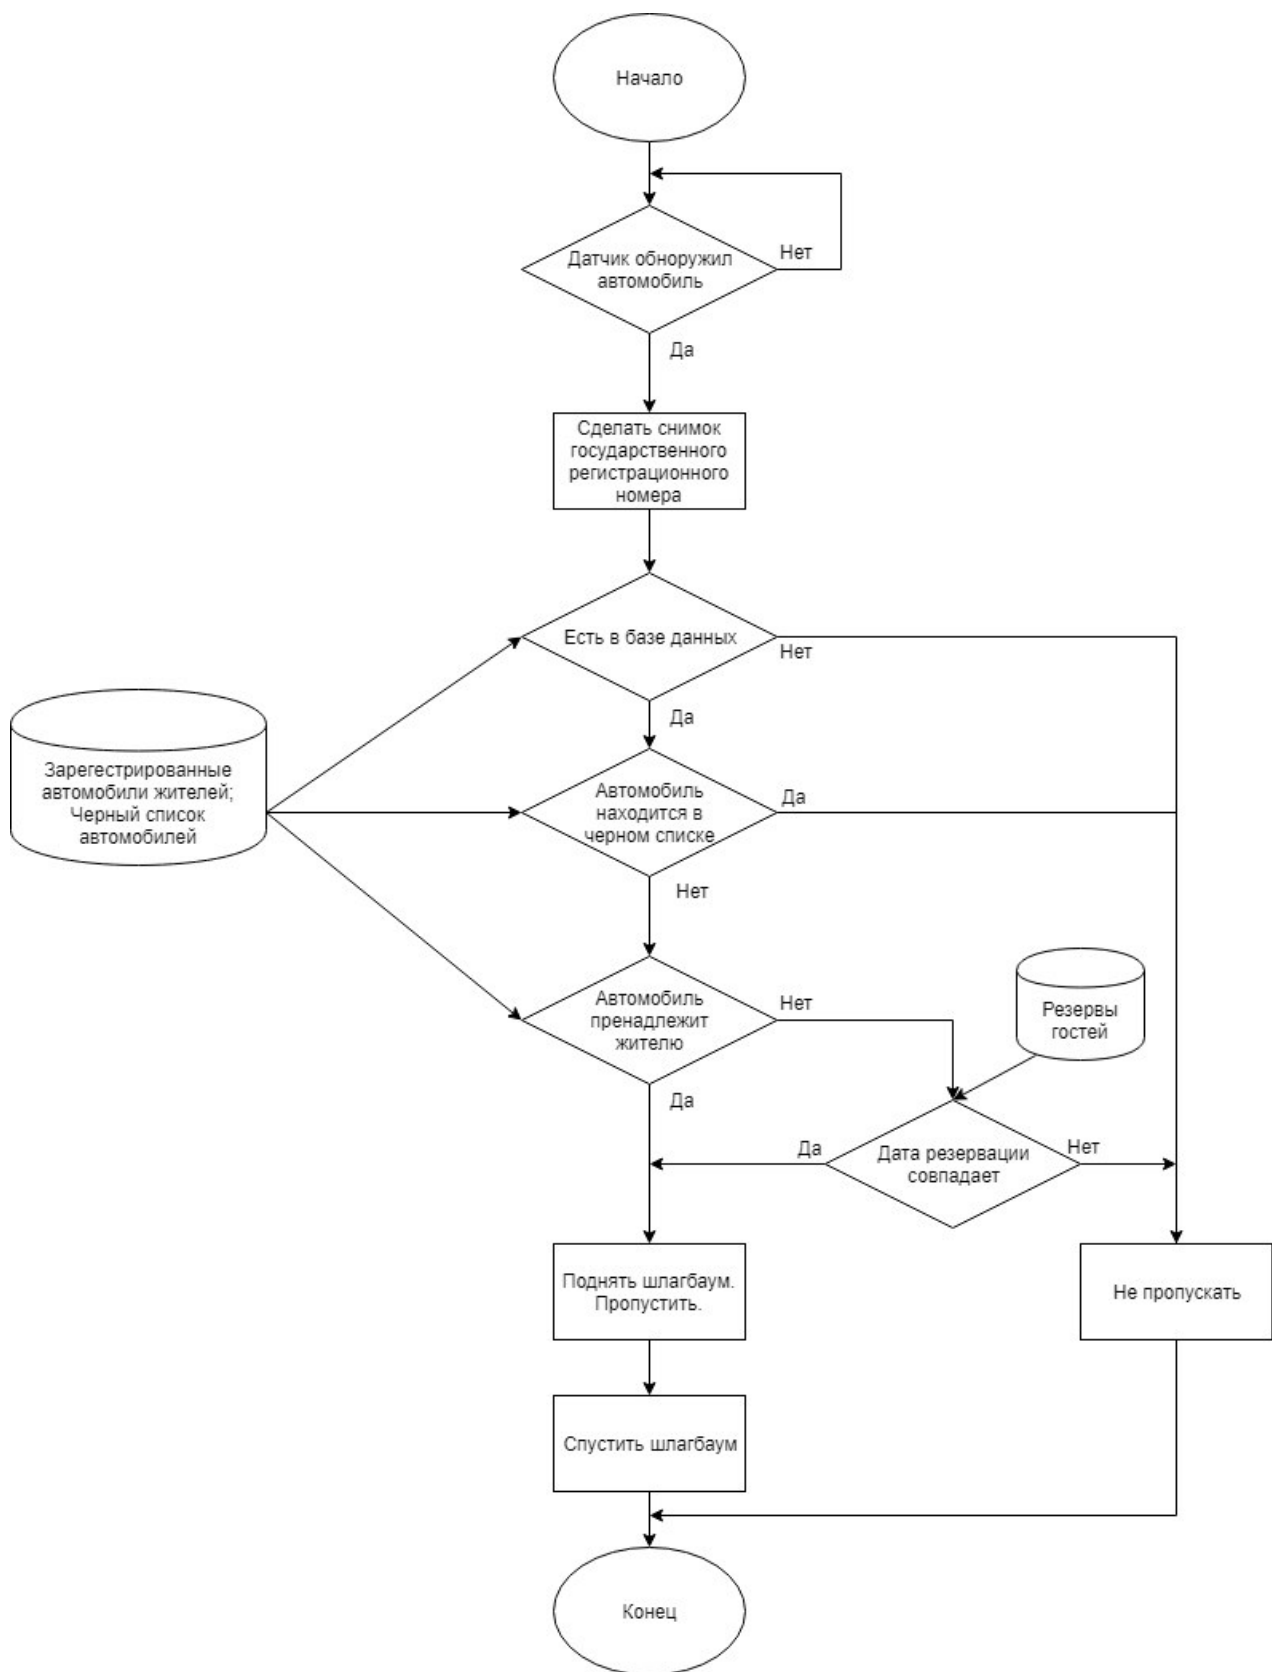 Начало
Датчик обноружил
автомобиль
Нет
Да
Сделать снимок
государственного
регистрационного
номера
Есть в базе данных
Нет
Да
Зарегестрированные
автомобили жителей;
Черный список
автомобилей
Автомобиль
находится в
черном списке
Да
Нет
Автомобиль
пренадлежит
жителю
Нет
Резервы
гостей
Да
Да
Дата резервации
совпадает
Нет
Поднять шлагбаум.
Пропустить.
Не пропускать
Спустить шлагбаум
Конец